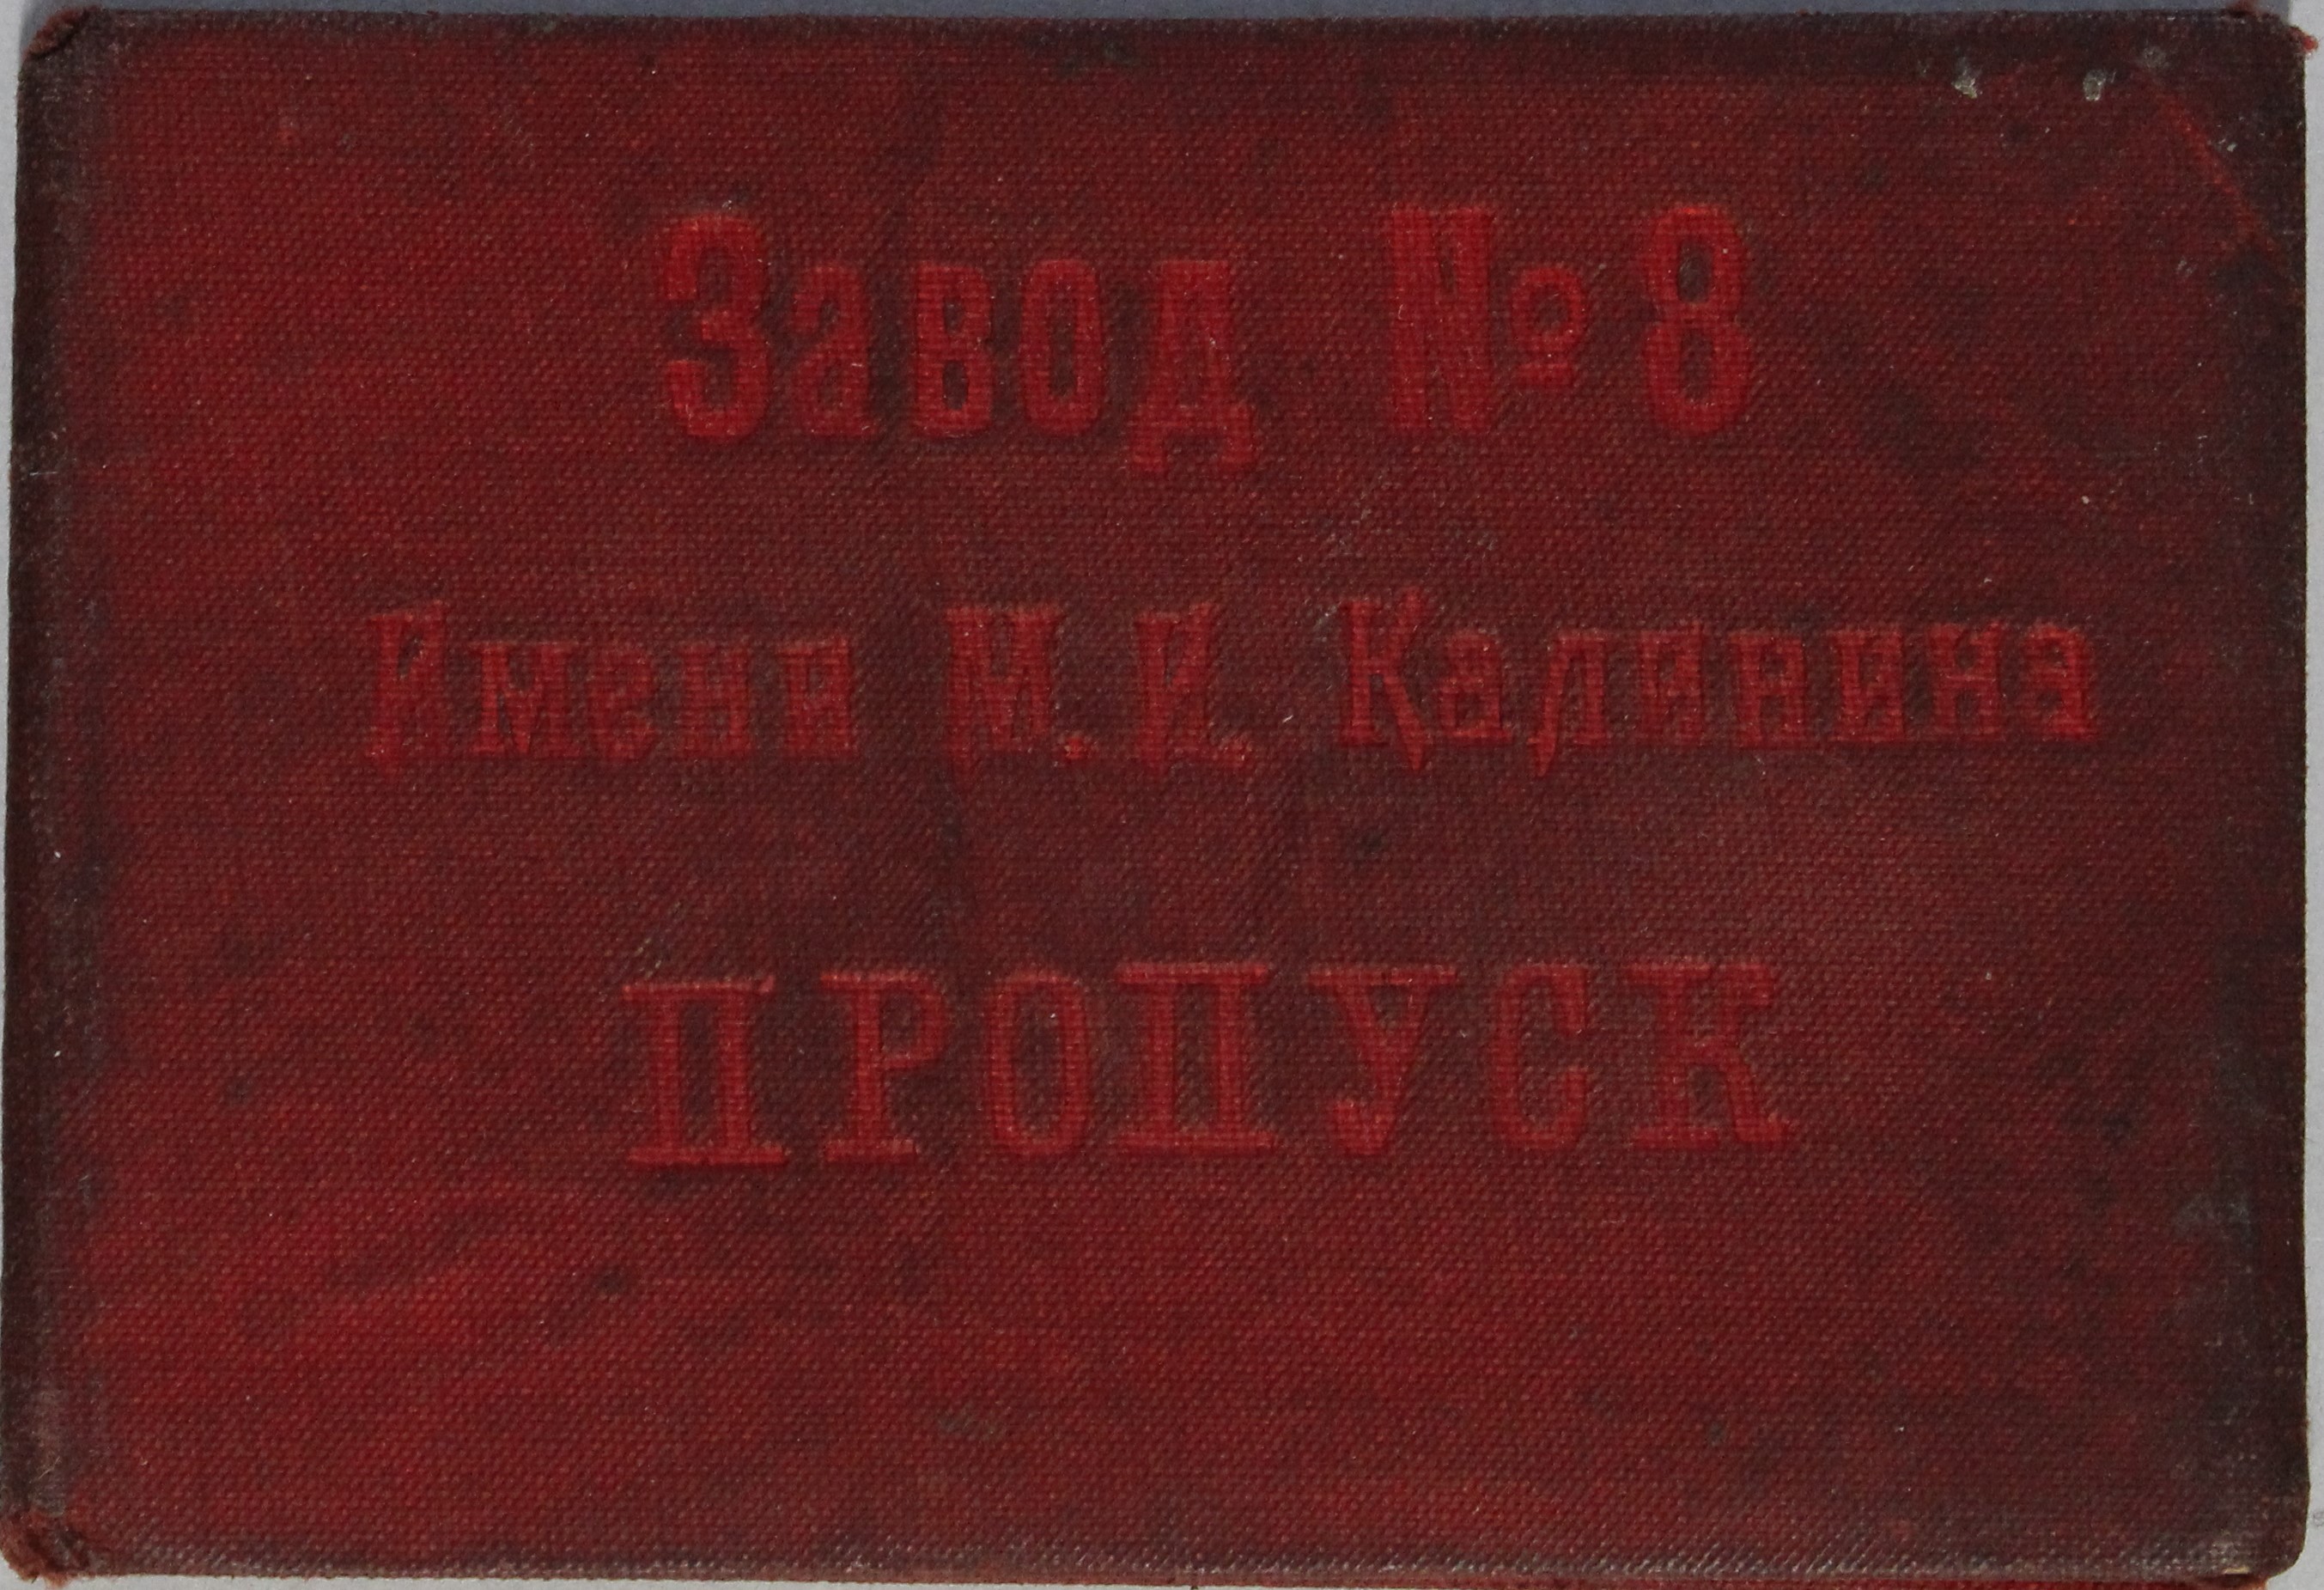 Завод № 8
Имени М. И. Калинина
ПРОПУСК